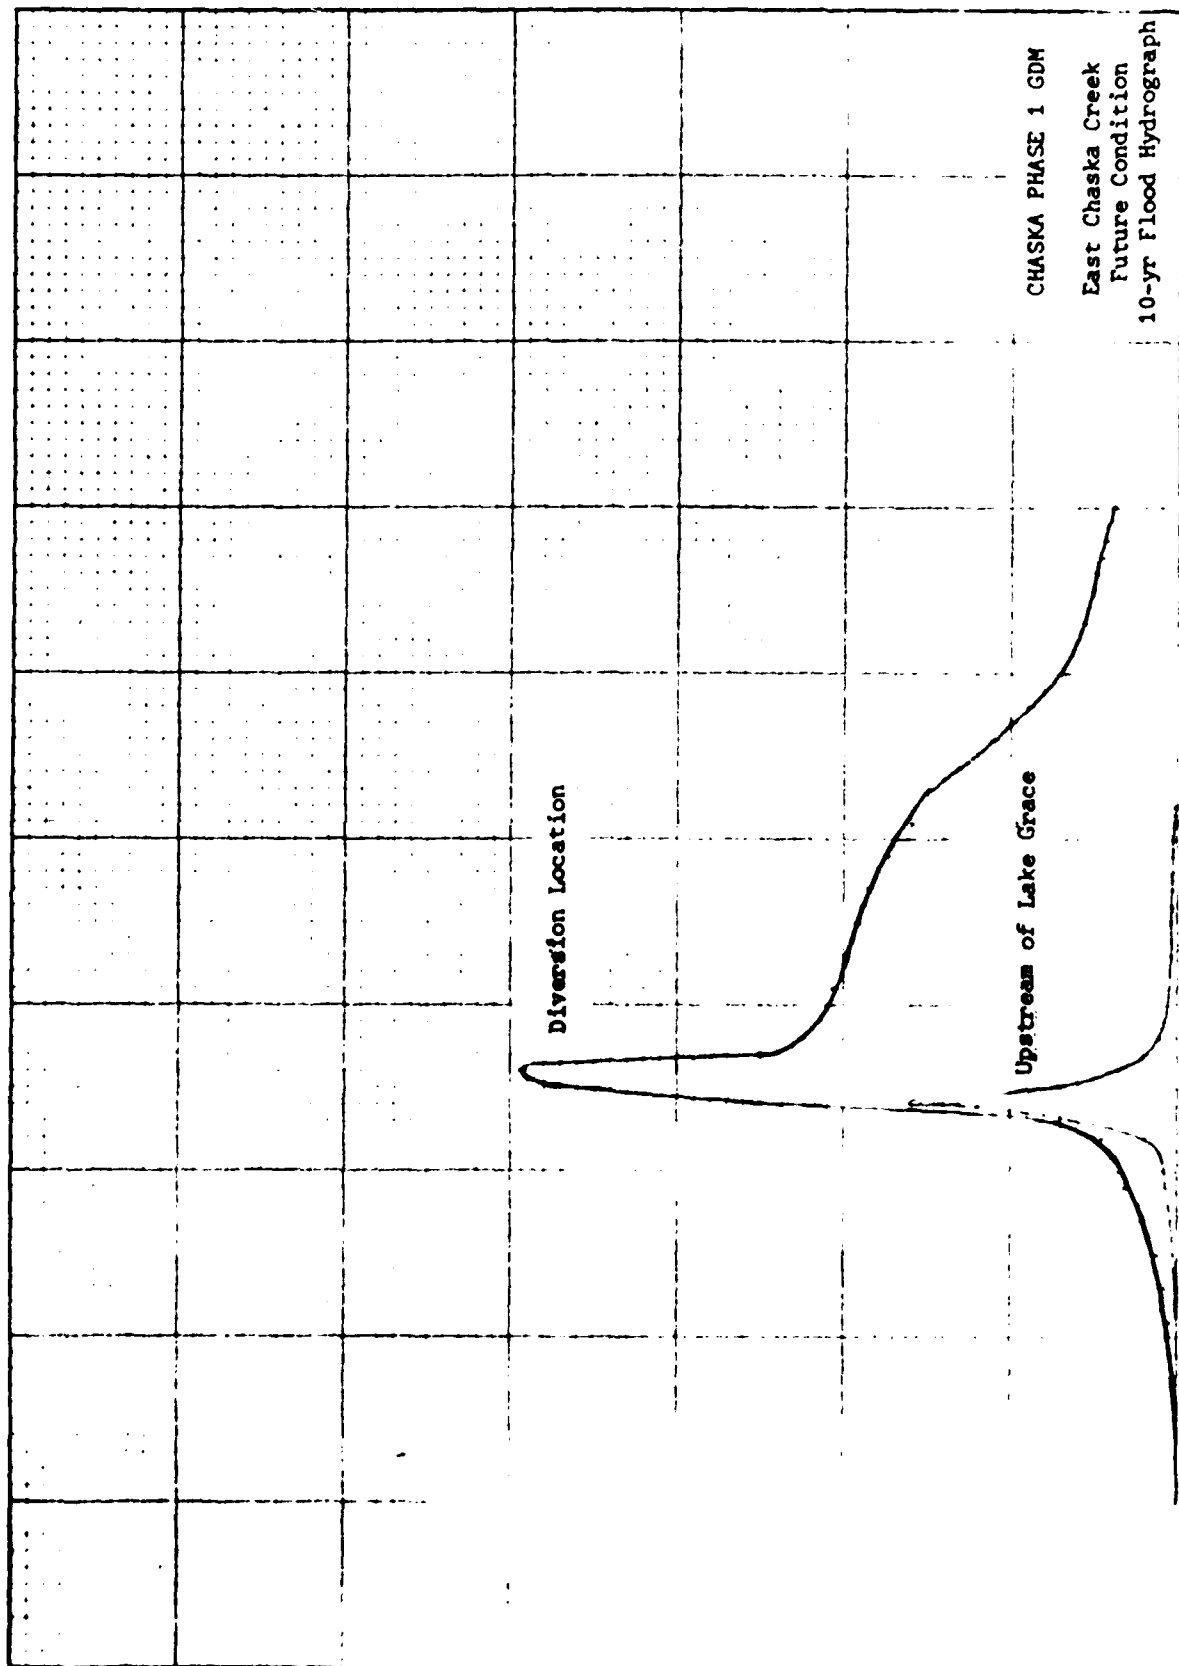 Diversion Location
Upstream of Lake Grace
CHASKA PHASE 1 GDM
East Chaska Creek
Future Condition
10-yr Flood Hydrograph